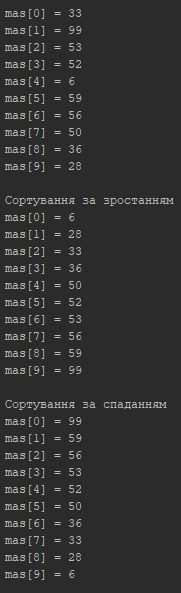 mas[0] = 33
mas[1] = 99
mas[2] = 53
mas[3] = 52
mas[4] = 6
mas[5] = 59
mas[6] = 56
mas[7] = 50
mas[8] = 36
mas[9] = 28
Сортування за зростанням
mas[0] = 6
mas[1] = 28
mas[2] = 33
mas[3] = 36
mas[4] = 50
mas[5] = 52
mas[6] = 53
mas[7] = 56
mas[8] = 59
mas[9] = 99
Сортування за спаданням
mas[0] = 99
mas[1] = 59
mas[2] = 56
mas[3] = 53
mas[4] = 52
mas[5] = 50
mas[6] = 36
mas[7] = 33
mas[8] = 28
mas[9] = 6